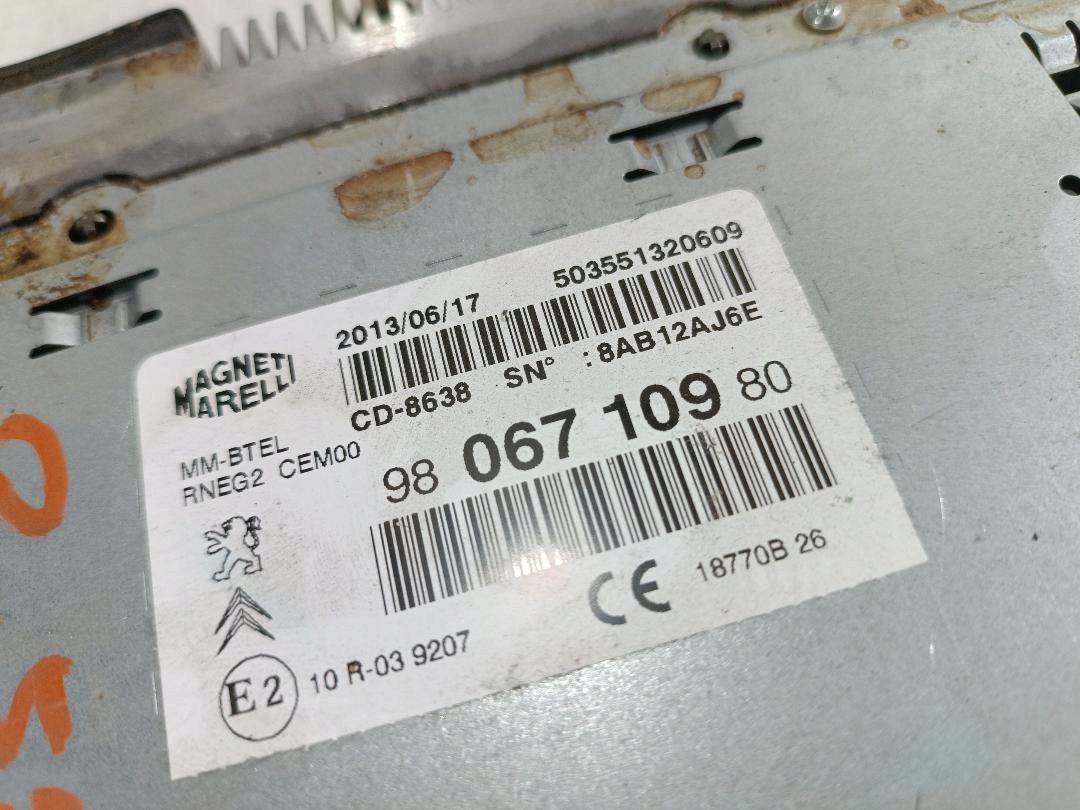 MAGNETI
MARELLI
2013/06/17 503551320609
CD-8638 SN° :8AB12AJ6E
MM-BTEL
RNEG2 CEM00
98 067 109 80
18770B 26
CE
E2 10 R-03 9207